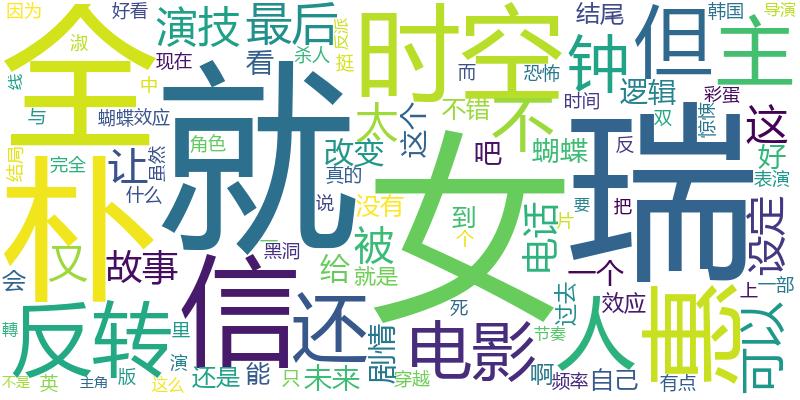 因为
好看
全
演技
最后
时空
结尾
但
韩国
导演
淑
现在
看
杀人
挺
反派
钟
主
线
中
就
而
恐怖
逻辑
彩蛋
与
蝴蝶效应
太
不错
不
时间
双
惊悚
这
结局
完全
让
虽然
角色
改变
这个
吧
蝴蝶
瑞
反
好
朴
什么
真的
女
表演
没有
到
电话
片
要
把
设定
会
又
故事
信
黑洞
说
被
个
给
就是
一个
过去
上
一部
人
惠
可以
轉
反转
里
还
死
效应
剧情
电影
节奏
不是
英
版
演
主角
这么
还是
能
只
未来
穿越
啊
频率
自己
有点